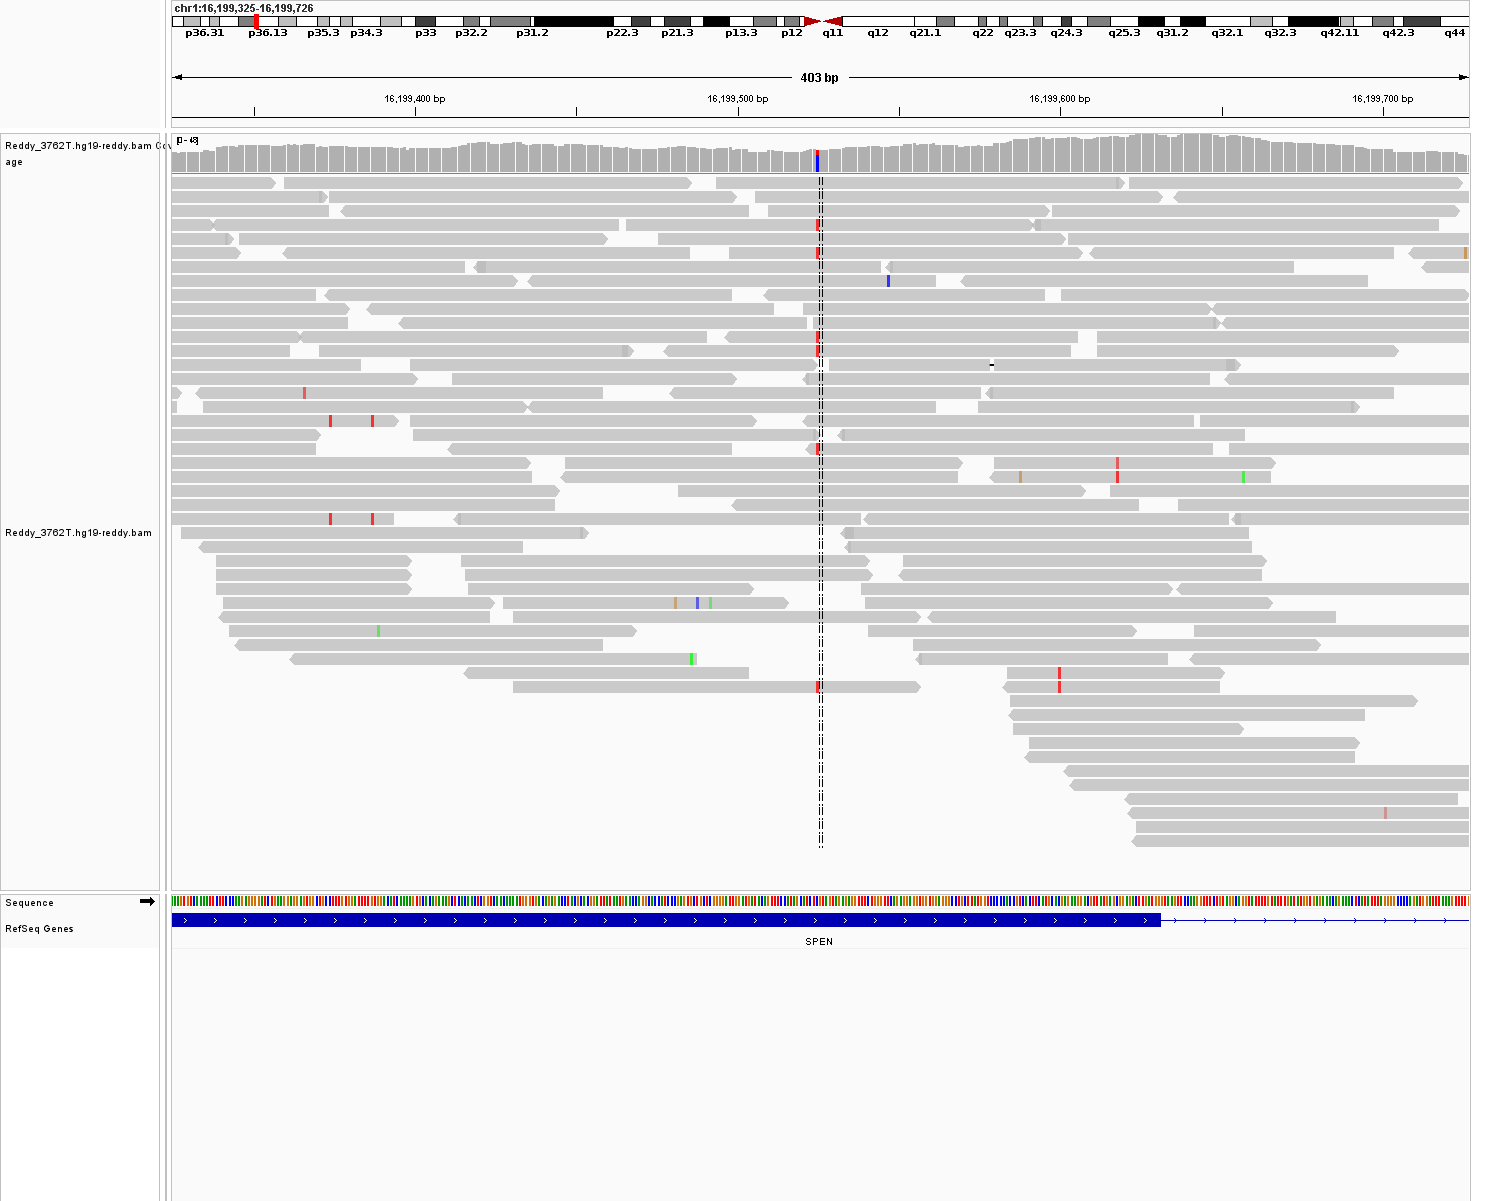 chr1:16,199,325-16,199,726
p36.31 p36.13 p35.3 p34.3 p33 p32.2 p31.2 p22.3 p21.3 p13.3 p12 q11 q12 q21.1 q22 q23.3 q24.3 q25.3 q31.2 q32.1 q32.3 q42.11 q42.3 q44
403 bp
16,199,400 bp 16,199,500 bp 16,199,600 bp 16,199,700 bp
Reddy_3762T.hg19-reddy.bam Cov
age
[0 - 48]
Reddy_3762T.hg19-reddy.bam
Sequence
RefSeq Genes
SPEN